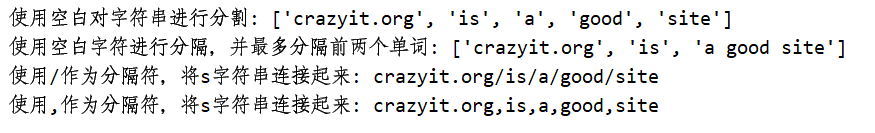 使用空白对字符串进行分割: ['crazyit.org', 'is', 'a', 'good', 'site']
使用空白字符进行分隔，并最多分隔前两个单词: ['crazyit.org', 'is', 'a good site']
使用/作为分隔符，将s字符串连接起来: crazyit.org/is/a/good/site
使用,作为分隔符，将s字符串连接起来: crazyit.org,is,a,good,site